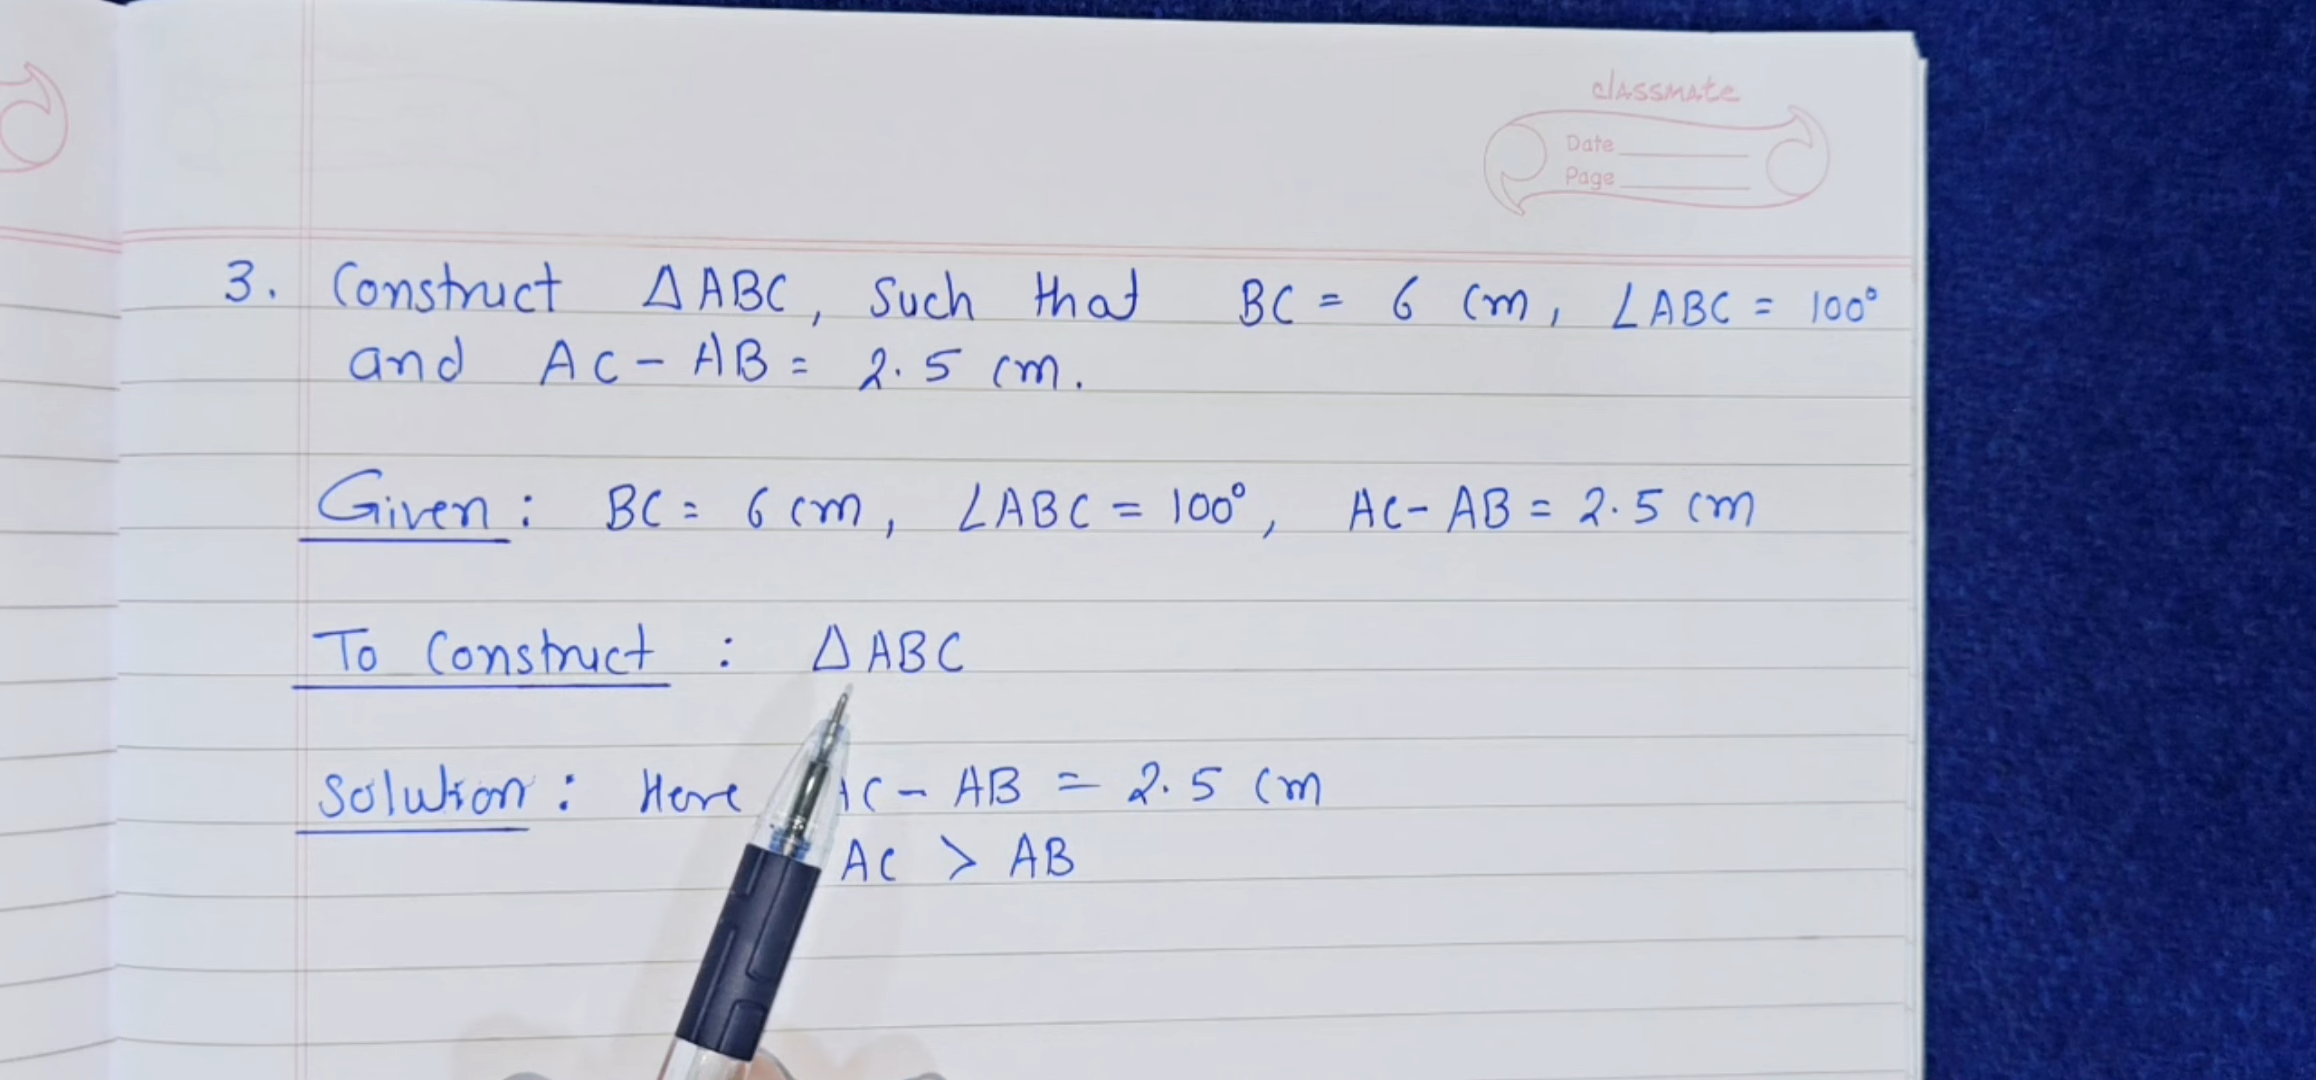 classmate
Date
Page
3. Construct ΔABC, such that BC = 6 cm, ∠ABC = 100°
and AC - AB = 2.5 cm.
Given : BC = 6 cm, ∠ABC = 100°, AC - AB = 2.5 cm
To Construct : ΔABC
Solution : Here AC - AB = 2.5 cm
AC > AB